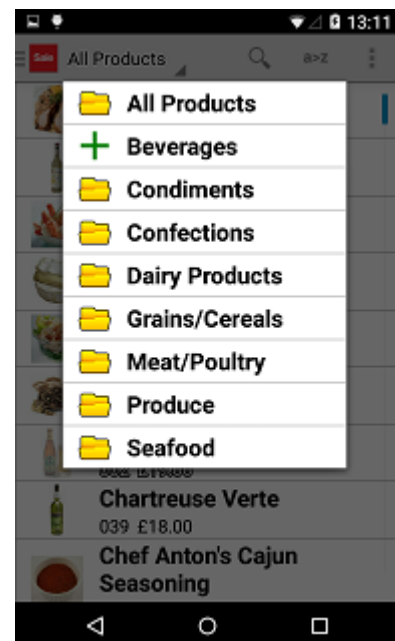 13:11
Sale All Products a>z
All Products
Beverages
Condiments
Confections
Dairy Products
Grains/Cereals
Meat/Poultry
Produce
Seafood
Chartreuse Verte
039 £18.00
Chef Anton's Cajun
Seasoning